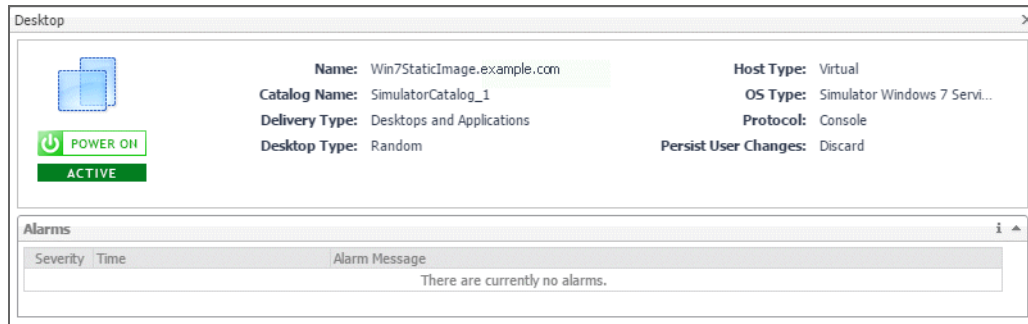 Desktop
Name: Win7StaticImage.example.com Host Type: Virtual
Catalog Name: SimulatorCatalog_1 OS Type: Simulator Windows 7 Servi...
Delivery Type: Desktops and Applications Protocol: Console
POWER ON Desktop Type: Random Persist User Changes: Discard
ACTIVE
Alarms
Severity Time Alarm Message
There are currently no alarms.